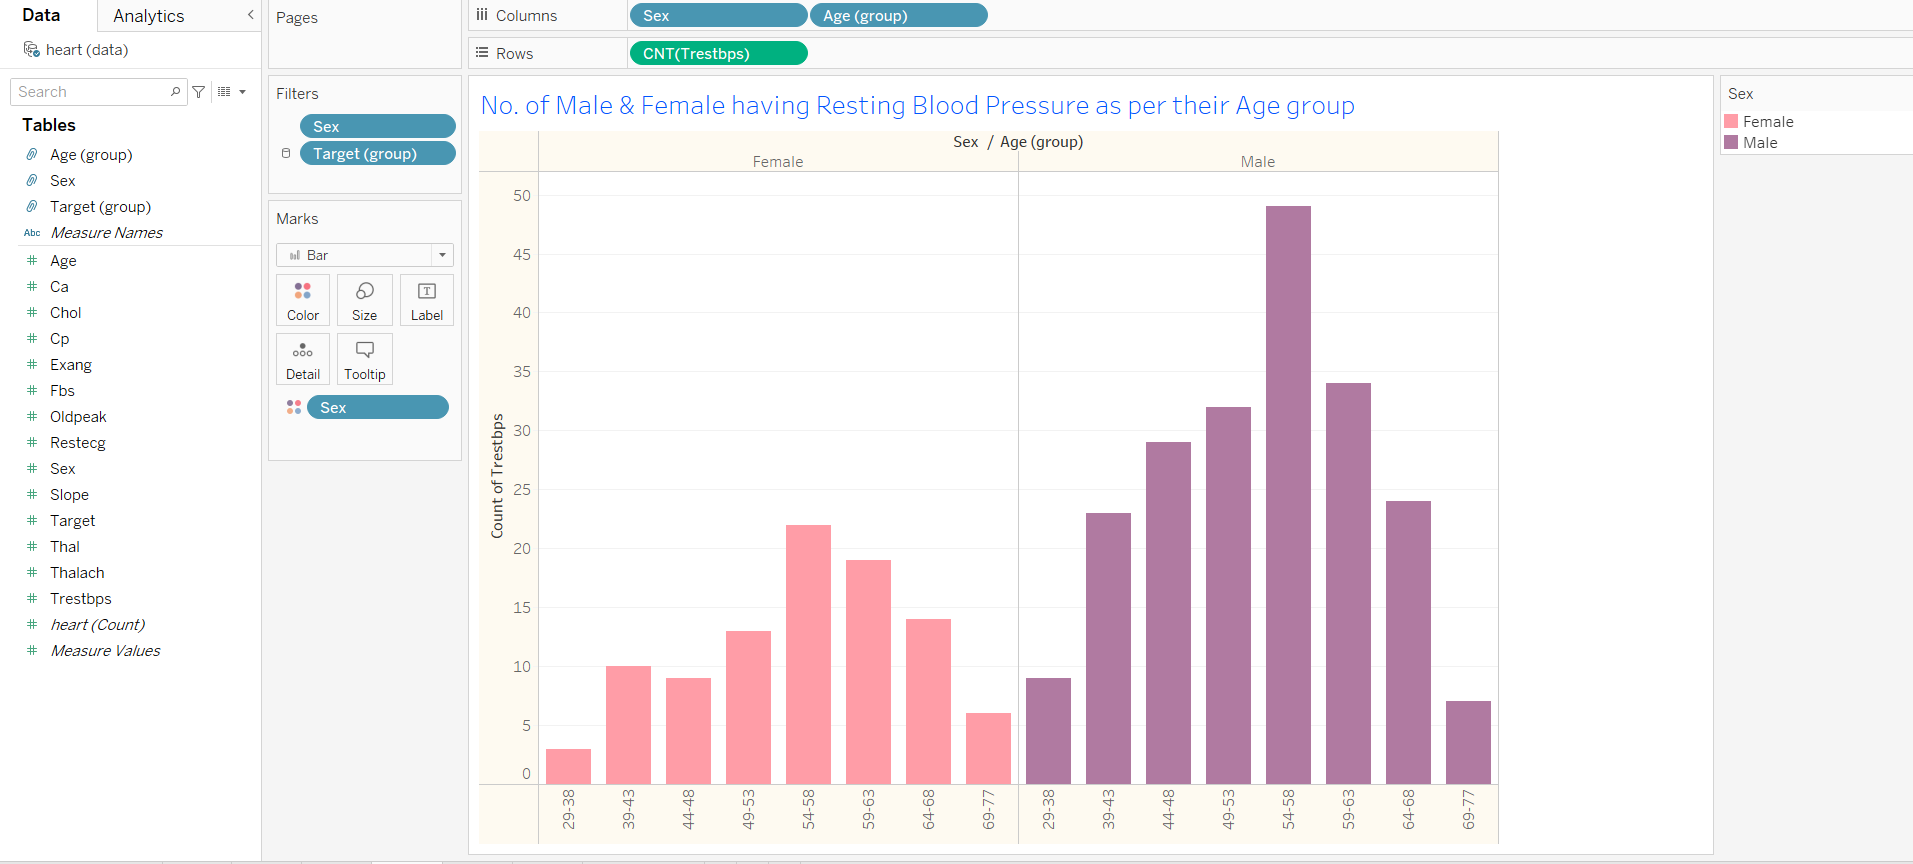 Data
Analytics
heart (data)
Search
Tables
Age (group)
Sex
Target (group)
Abc Measure Names
Age
Ca
Chol
Cp
Exang
Fbs
Oldpeak
Restecg
Sex
Slope
Target
Thal
Thalach
Trestbps
heart (Count)
Measure Values
Pages
Filters
Sex
Target (group)
Marks
Bar
Color Size Label
Detail Tooltip
Sex
Columns Sex Age (group)
Rows CNT(Trestbps)
No. of Male & Female having Resting Blood Pressure as per their Age group
Sex / Age (group)
Female Male
Count of Trestbps
50
45
40
35
30
25
20
15
10
5
0
29-38 39-43 44-48 49-53 54-58 59-63 64-68 69-77 29-38 39-43 44-48 49-53 54-58 59-63 64-68 69-77
Sex
Female
Male